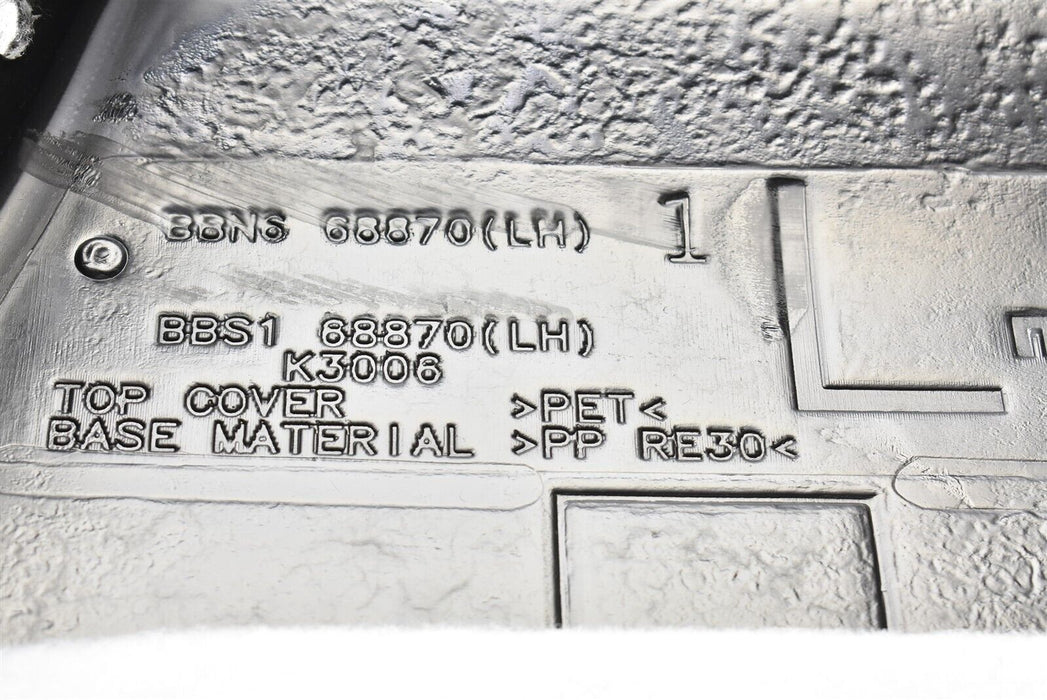 BBN6 68870(LH) 1
BBS1 68870(LH)
K3006
TOP COVER >PET<
BASE MATERIAL >PP RE30<